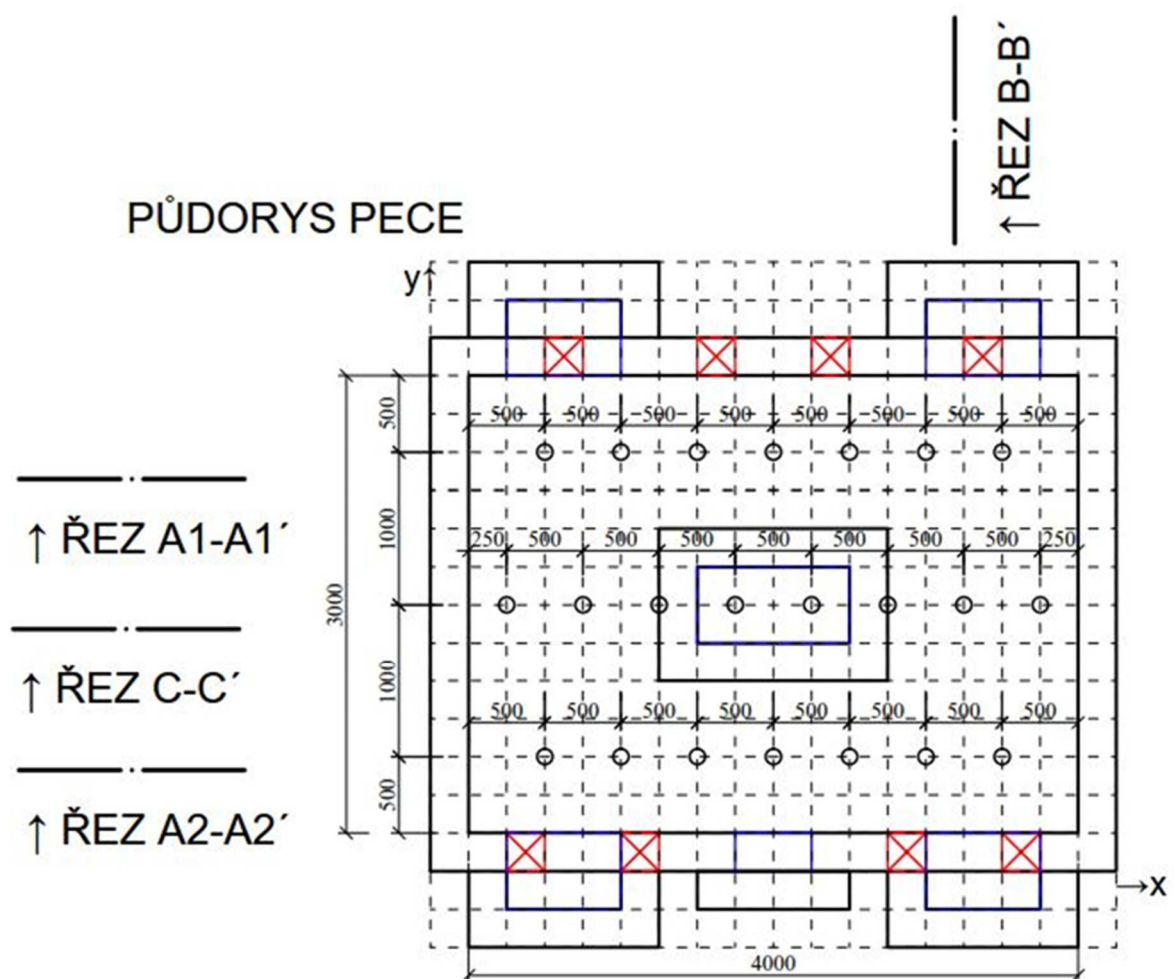 ↑ ŘEZ B-B´
PŮDORYS PECE
y↑
500 500 500 500 500 500 500 500
500
↑ ŘEZ A1-A1´
1000
250 500 500 500 500 500 500 500 250
3000
↑ ŘEZ C-C´
1000
500 500 500 500 500 500 500 500
500
↑ ŘEZ A2-A2´
→x
4000